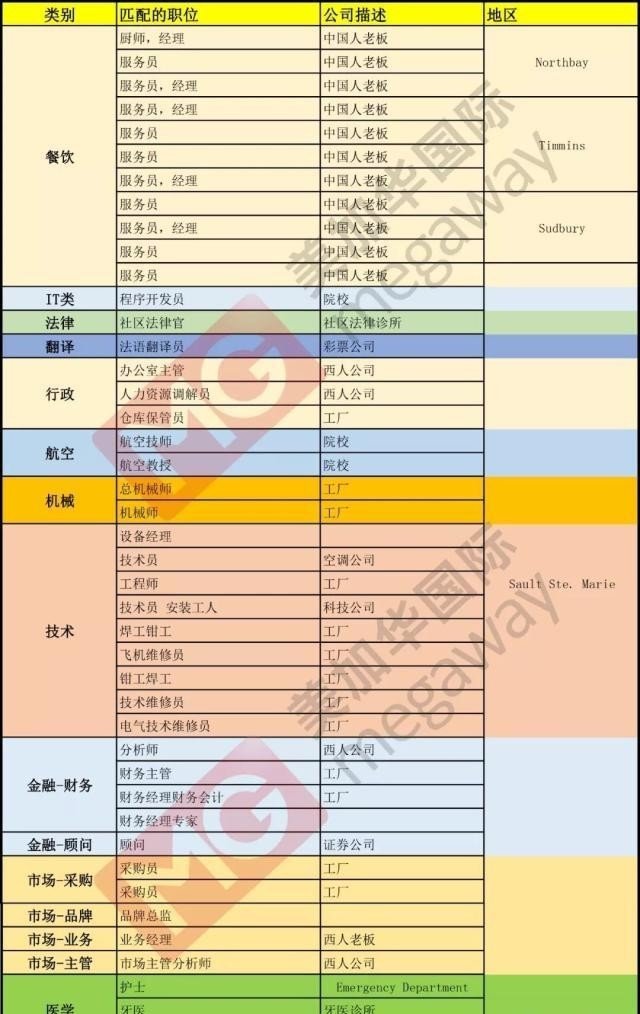 类别 匹配的职位 公司描述 地区
餐饮 厨师，经理 中国人老板 Northbay
服务员 中国人老板
服务员，经理 中国人老板
服务员，经理 中国人老板 Timmins
服务员 中国人老板
服务员 中国人老板
服务员，经理 中国人老板
服务员 中国人老板 Sudbury
服务员，经理 中国人老板
服务员 中国人老板
服务员 中国人老板 Sault Ste. Marie
IT类 程序开发员 院校
法律 社区法律官 社区法律诊所
翻译 法语翻译员 彩票公司
行政 办公室主管 西人公司
人力资源调解员 西人公司
仓库保管员 工厂
航空 航空技师 院校
航空教授 院校
机械 总机械师 工厂
机械师 工厂
技术 设备经理
技术员 空调公司
工程师 工厂
技术员 安装工人 科技公司
焊工钳工 工厂
飞机维修员 工厂
钳工焊工 工厂
技术维修员 工厂
电气技术维修员 工厂
金融-财务 分析师 西人公司
财务主管 工厂
财务经理财务会计 工厂
财务经理专家
金融-顾问 顾问 证券公司
市场-采购 采购员 工厂
采购员 工厂
市场-品牌 品牌总监
市场-业务 业务经理 西人老板
市场-主管 市场主管分析师 西人公司
医学 护士 Emergency Department
牙医 牙医诊所
美加华国际
megaway
MG
美加华国际
megaway
MG